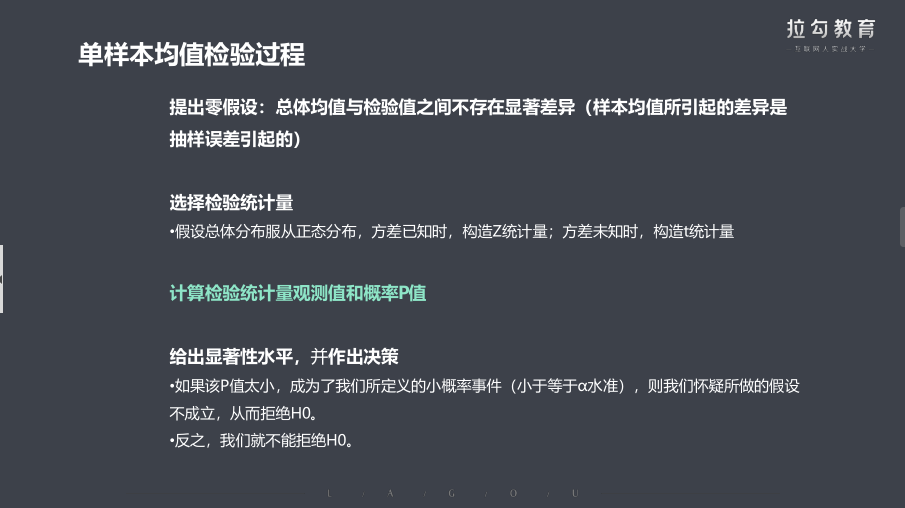 拉勾教育
互联网人实战大学
单样本均值检验过程
提出零假设：总体均值与检验值之间不存在显著差异（样本均值所引起的差异是
抽样误差引起的）
选择检验统计量
•假设总体分布服从正态分布，方差已知时，构造Z统计量；方差未知时，构造t统计量
计算检验统计量观测值和概率P值
给出显著性水平，并作出决策
•如果该P值太小，成为了我们所定义的小概率事件（小于等于α水准），则我们怀疑所做的假设
不成立，从而拒绝H0。
•反之，我们就不能拒绝H0。
L / A / G / O / U